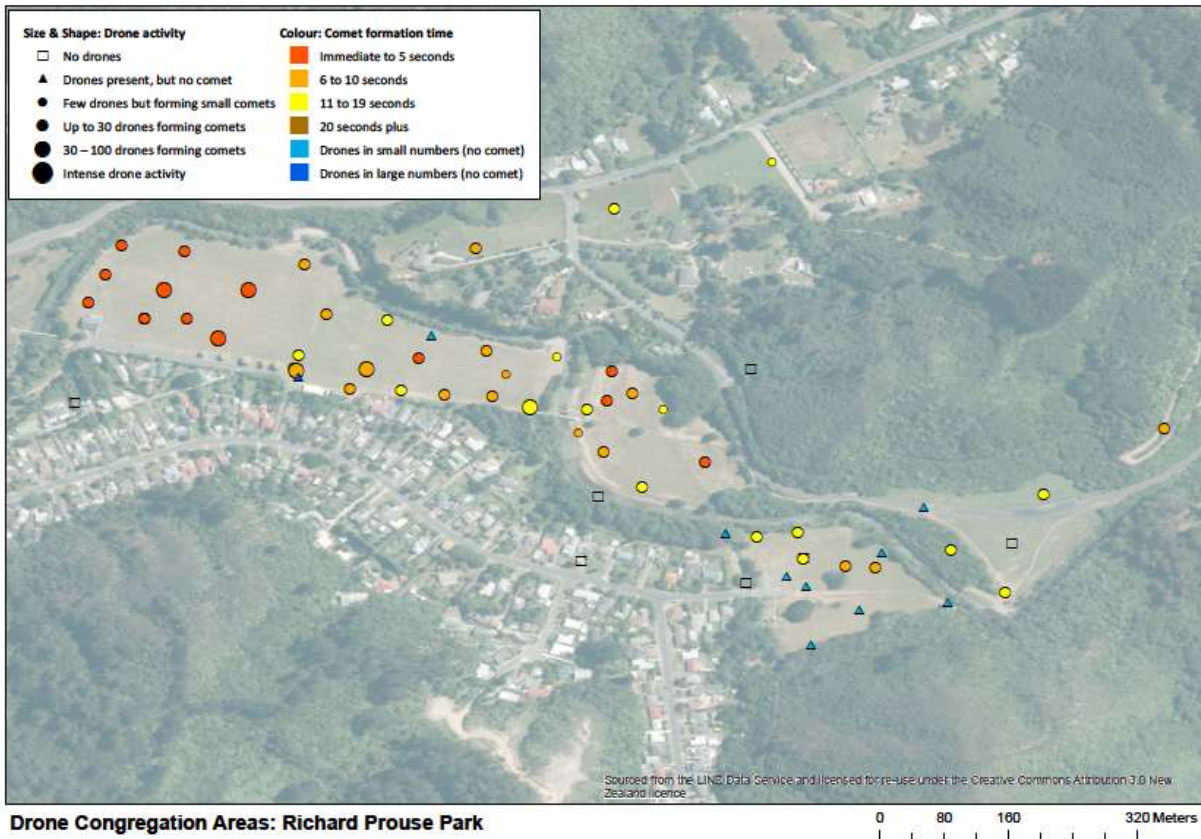 Size & Shape: Drone activity
No drones
Drones present, but no comet
Few drones but forming small comets
Up to 30 drones forming comets
30 – 100 drones forming comets
Intense drone activity
Colour: Comet formation time
Immediate to 5 seconds
6 to 10 seconds
11 to 19 seconds
20 seconds plus
Drones in small numbers (no comet)
Drones in large numbers (no comet)
Sourced from the LINZ Data Service and licensed for re-use under the Creative Commons Attribution 3.0 New
Zealand licence
Drone Congregation Areas: Richard Prouse Park
0 80 160 320 Meters